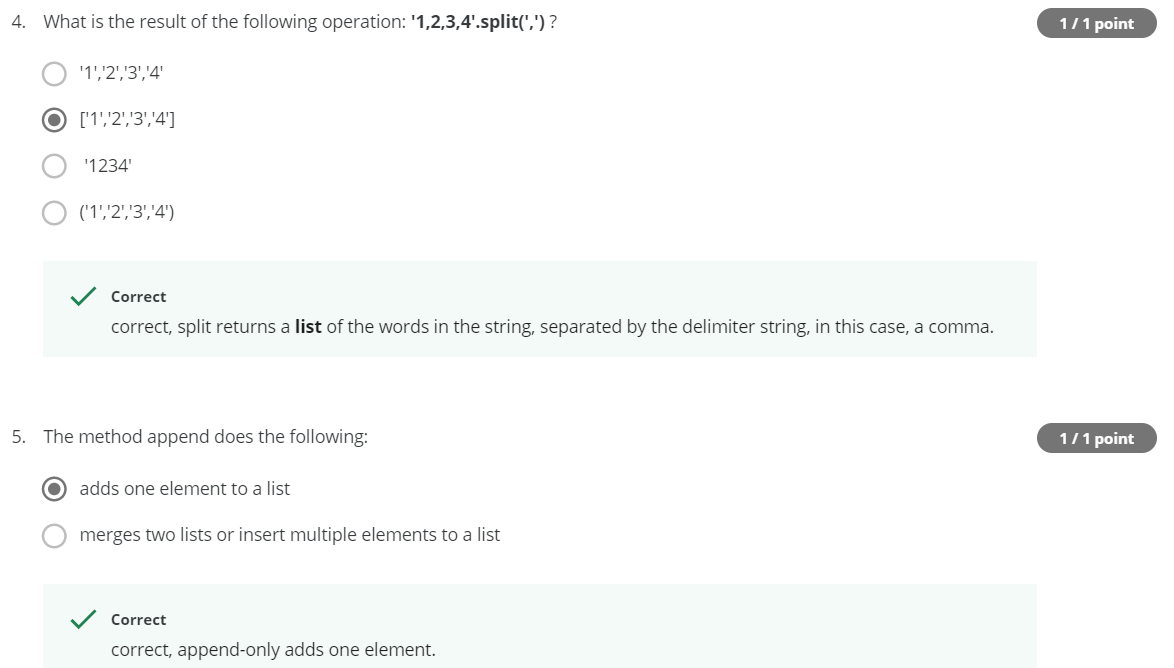 4. What is the result of the following operation: '1,2,3,4'.split(',') ?
1 / 1 point
'1','2','3','4'
['1','2','3','4']
'1234'
('1','2','3','4')
Correct
correct, split returns a list of the words in the string, separated by the delimiter string, in this case, a comma.
5. The method append does the following:
1 / 1 point
adds one element to a list
merges two lists or insert multiple elements to a list
Correct
correct, append-only adds one element.